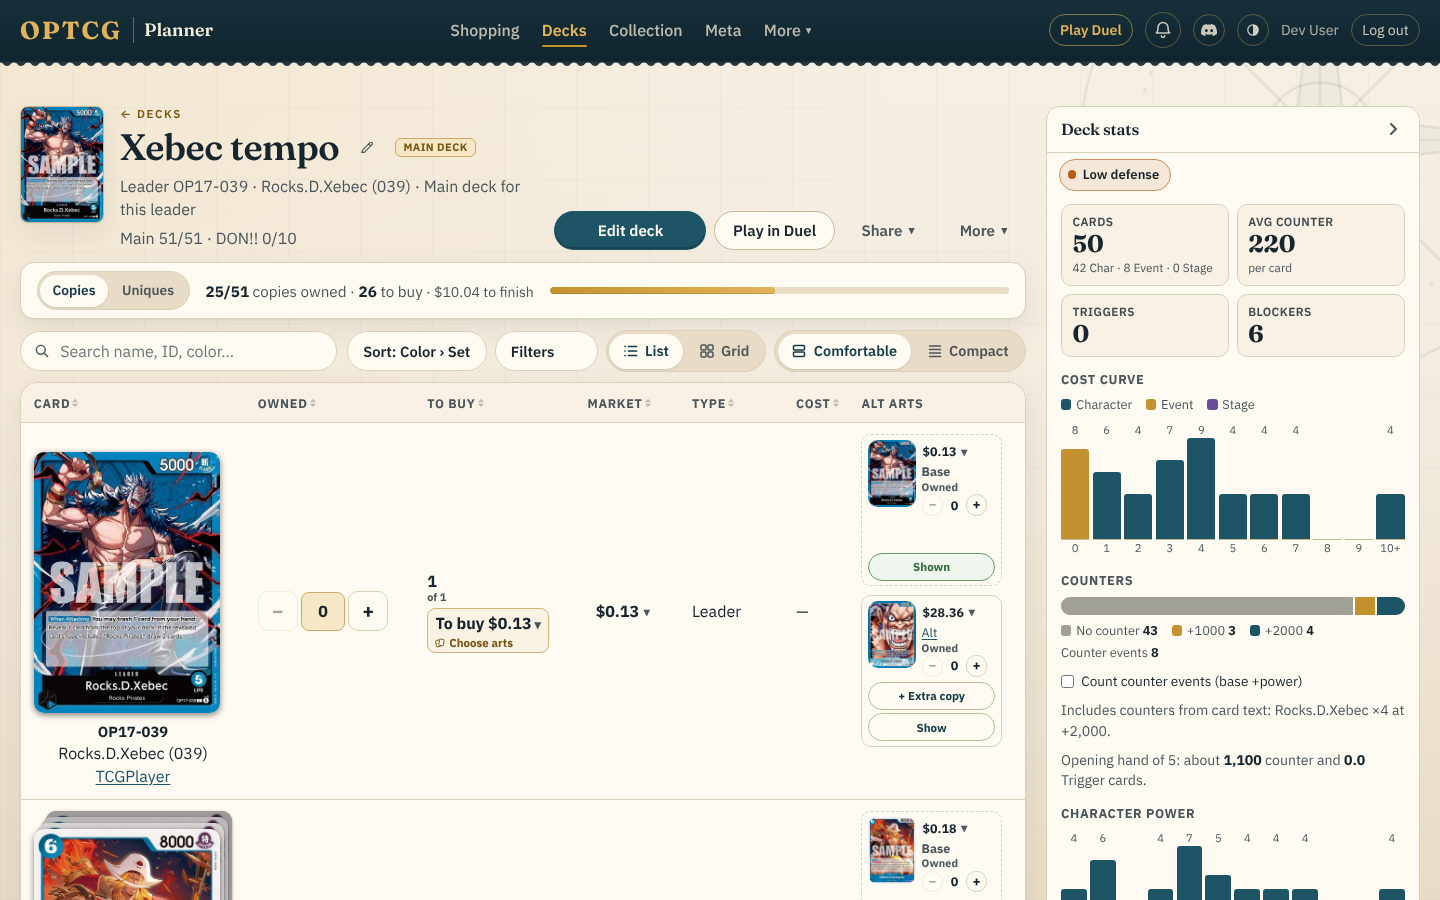 OPTCG Planner
Shopping Decks Collection Meta More ▾
Play Duel Dev User Log out
← DECKS
Xebec tempo MAIN DECK
Leader OP17-039 · Rocks.D.Xebec (039) · Main deck for
this leader
Main 51/51 · DON!! 0/10
Edit deck Play in Duel Share ▾ More ▾
Copies Uniques 25/51 copies owned · 26 to buy · $10.04 to finish
Search name, ID, color... Sort: Color › Set Filters List Grid Comfortable Compact
CARD OWNED TO BUY MARKET TYPE COST ALT ARTS
5000
SAMPLE
When Attacking
LEADER
Rocks.D.Xebec
Rocks Pirates
5
LIFE
OP17-039
Rocks.D.Xebec (039)
TCGPlayer
− 0 +
1
of 1
To buy $0.13 ▾
Choose arts
$0.13 ▾
Leader
—
$0.13 ▾
Base
Owned
− 0 +
Shown
$28.36 ▾
Alt
Owned
− 0 +
+ Extra copy
Show
6 8000
SAMPLE
$0.18 ▾
Base
Owned
− 0 +
Deck stats
Low defense
CARDS
50
42 Char · 8 Event · 0 Stage
AVG COUNTER
220
per card
TRIGGERS
0
BLOCKERS
6
COST CURVE
Character Event Stage
8 6 4 7 9 4 4 4 4
0 1 2 3 4 5 6 7 8 9 10+
COUNTERS
No counter 43 +1000 3 +2000 4
Counter events 8
Count counter events (base +power)
Includes counters from card text: Rocks.D.Xebec ×4 at
+2,000.
Opening hand of 5: about 1,100 counter and 0.0
Trigger cards.
CHARACTER POWER
4 6 4 7 5 4 4 4 4